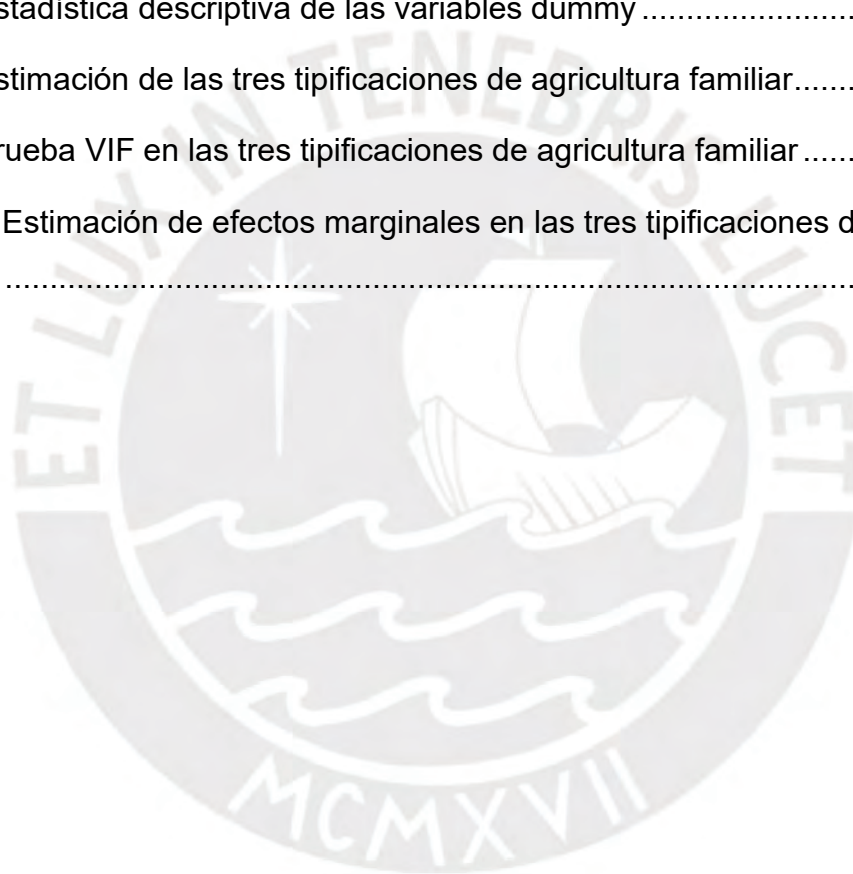 stadística descriptiva de las variables dummy.......................
stimación de las tres tipificaciones de agricultura familiar.......
rueba VIF en las tres tipificaciones de agricultura familiar......
Estimación de efectos marginales en las tres tipificaciones d
...............................................................................................
ET LUX IN TENEBRIS LUCET
MCMXVII